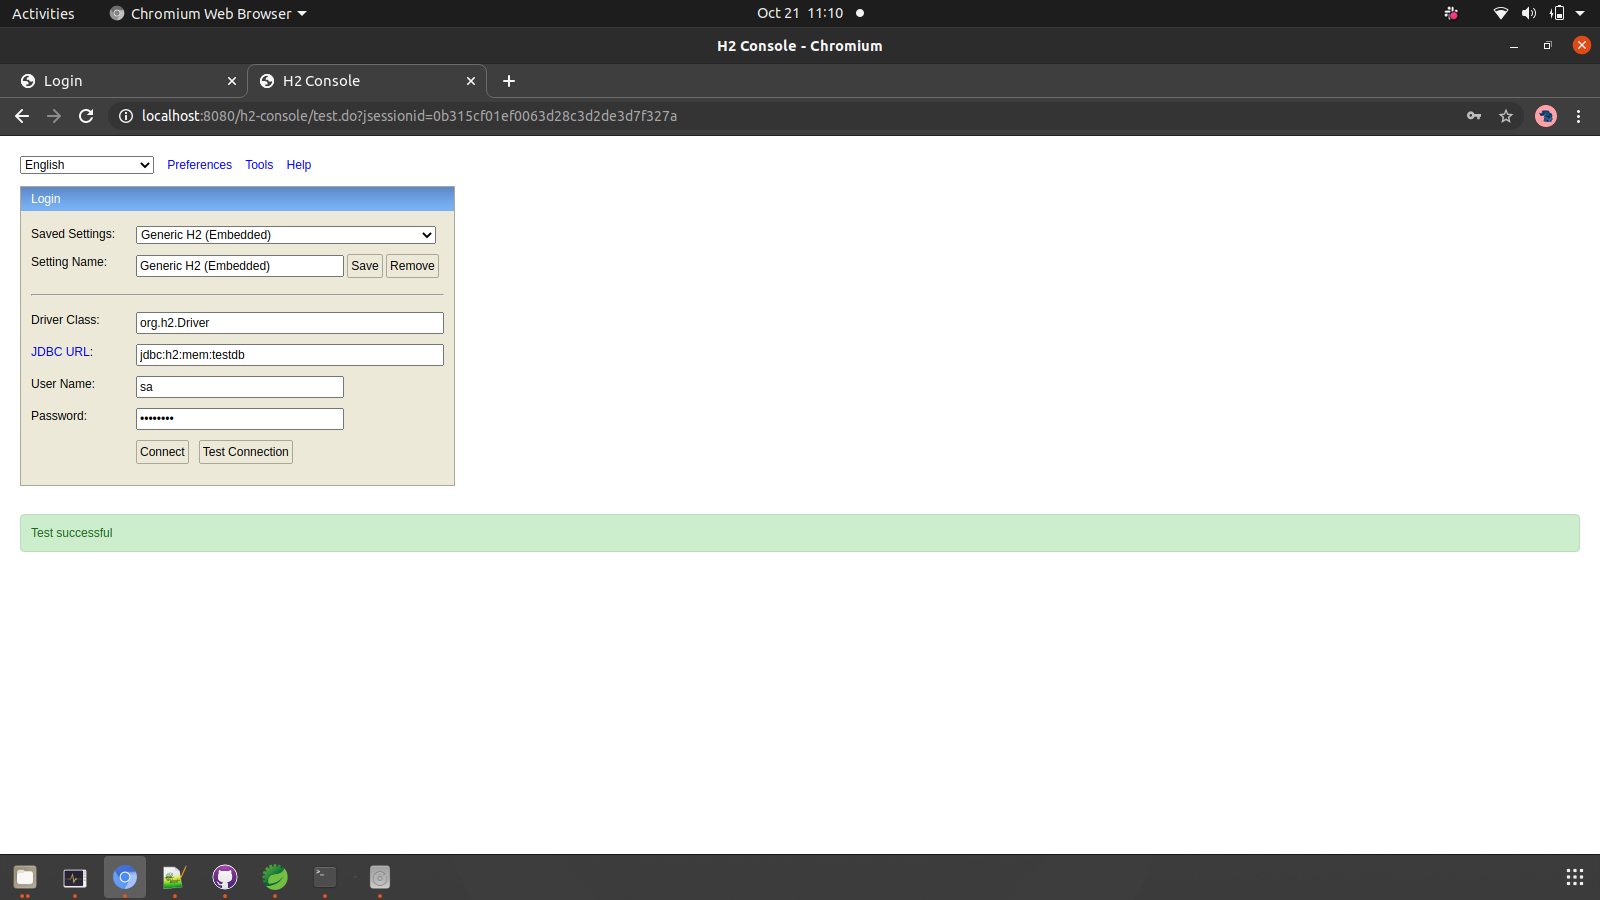 Activities
Chromium Web Browser
Oct 21 11:10
H2 Console - Chromium
Login
H2 Console
localhost:8080/h2-console/test.do?jsessionid=0b315cf01ef0063d28c3d2de3d7f327a
English Preferences Tools Help
Login
Saved Settings: Generic H2 (Embedded)
Setting Name: Generic H2 (Embedded) Save Remove
Driver Class: org.h2.Driver
JDBC URL: jdbc:h2:mem:testdb
User Name: sa
Password: ••••••••
Connect Test Connection
Test successful